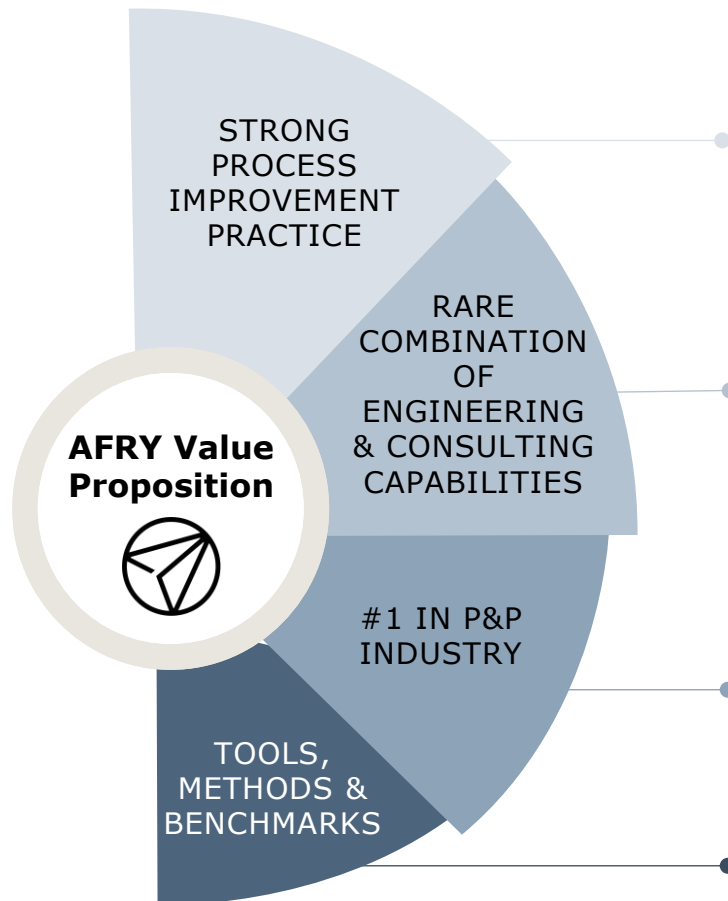 STRONG
PROCESS
IMPROVEMENT
PRACTICE
RARE
COMBINATION
OF
ENGINEERING
& CONSULTING
CAPABILITIES
AFRY Value
Proposition
#1 IN P&P
INDUSTRY
TOOLS,
METHODS &
BENCHMARKS